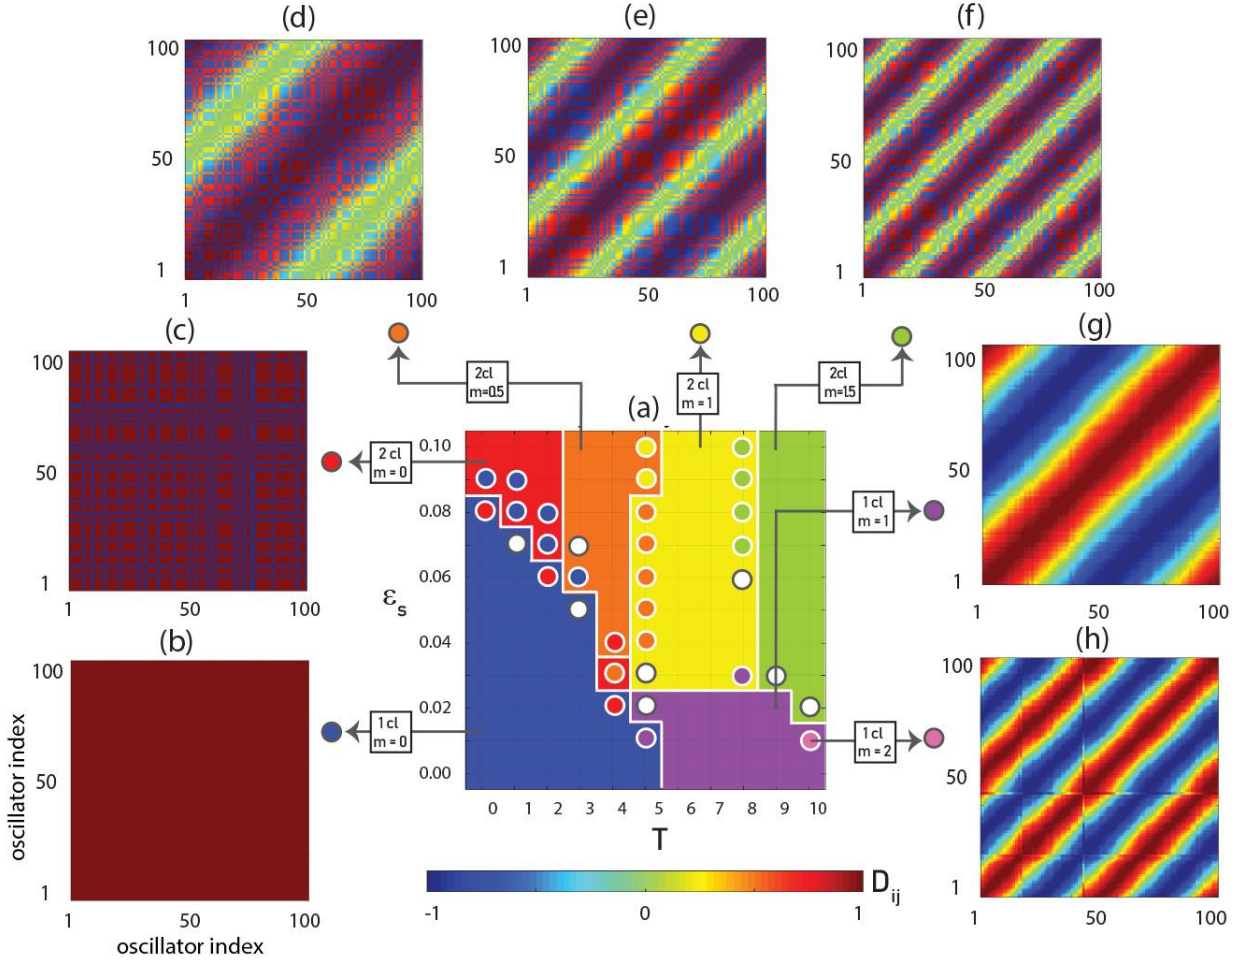 (d)
(e)
(f)
100
50
1
1
50
100
100
50
1
1
50
100
100
50
1
1
50
100
(c)
(g)
100
50
1
1
50
100
100
50
1
1
50
100
2cl
m=0.5
2 cl
m = 1
2cl
m=1.5
(a)
2 cl
m = 0
1 cl
m = 1
1 cl
m = 0
1 cl
m = 2
εs
0.10
0.08
0.06
0.04
0.02
0.00
0
1
2
3
4
5
6
7
8
9
10
T
(b)
(h)
oscillator index
100
50
1
1
50
100
oscillator index
100
50
1
1
50
100
Dij
-1
0
1